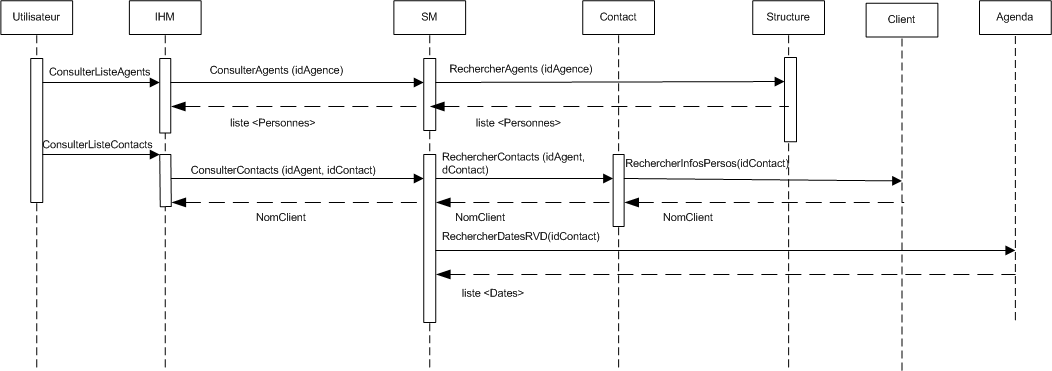 Utilisateur
IHM
SM
Contact
Structure
Client
Agenda
ConsulterListeAgents
ConsulterAgents (idAgence)
RechercherAgents (idAgence)
liste <Personnes>
liste <Personnes>
ConsulterListeContacts
ConsulterContacts (idAgent, idContact)
RechercherContacts (idAgent,
dContact)
RechercherInfosPersos(idContact)
NomClient
NomClient
NomClient
RechercherDatesRVD(idContact)
liste <Dates>